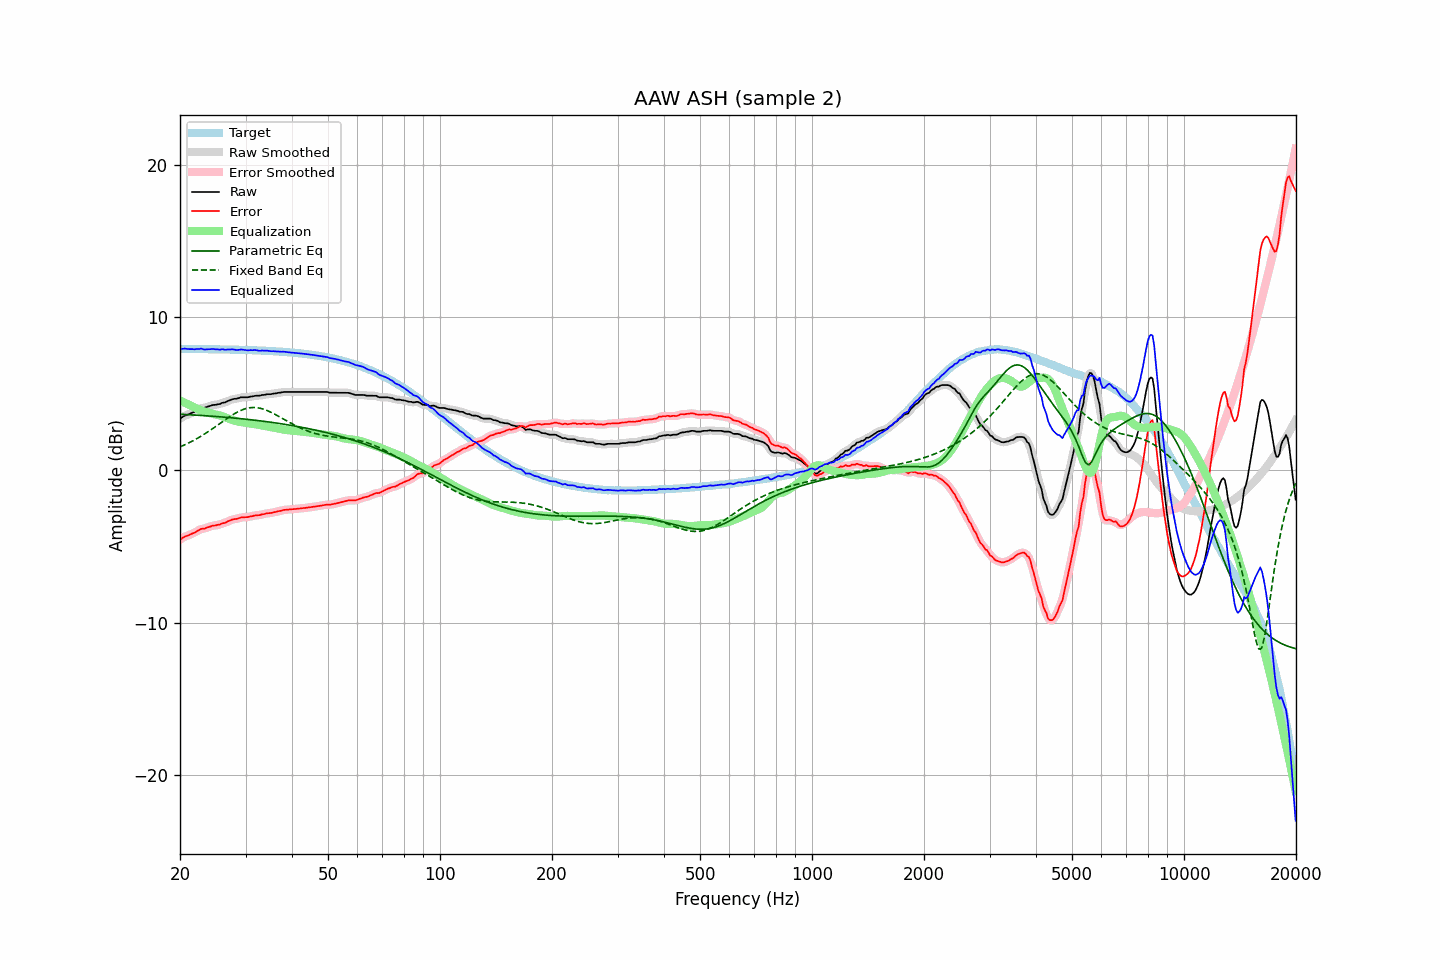 AAW ASH (sample 2)
Target
Raw Smoothed
Error Smoothed
Raw
Error
Equalization
Parametric Eq
Fixed Band Eq
Equalized
20
10
0
−10
−20
Amplitude (dBr)
20
50
100
200
500
1000
2000
5000
10000
20000
Frequency (Hz)